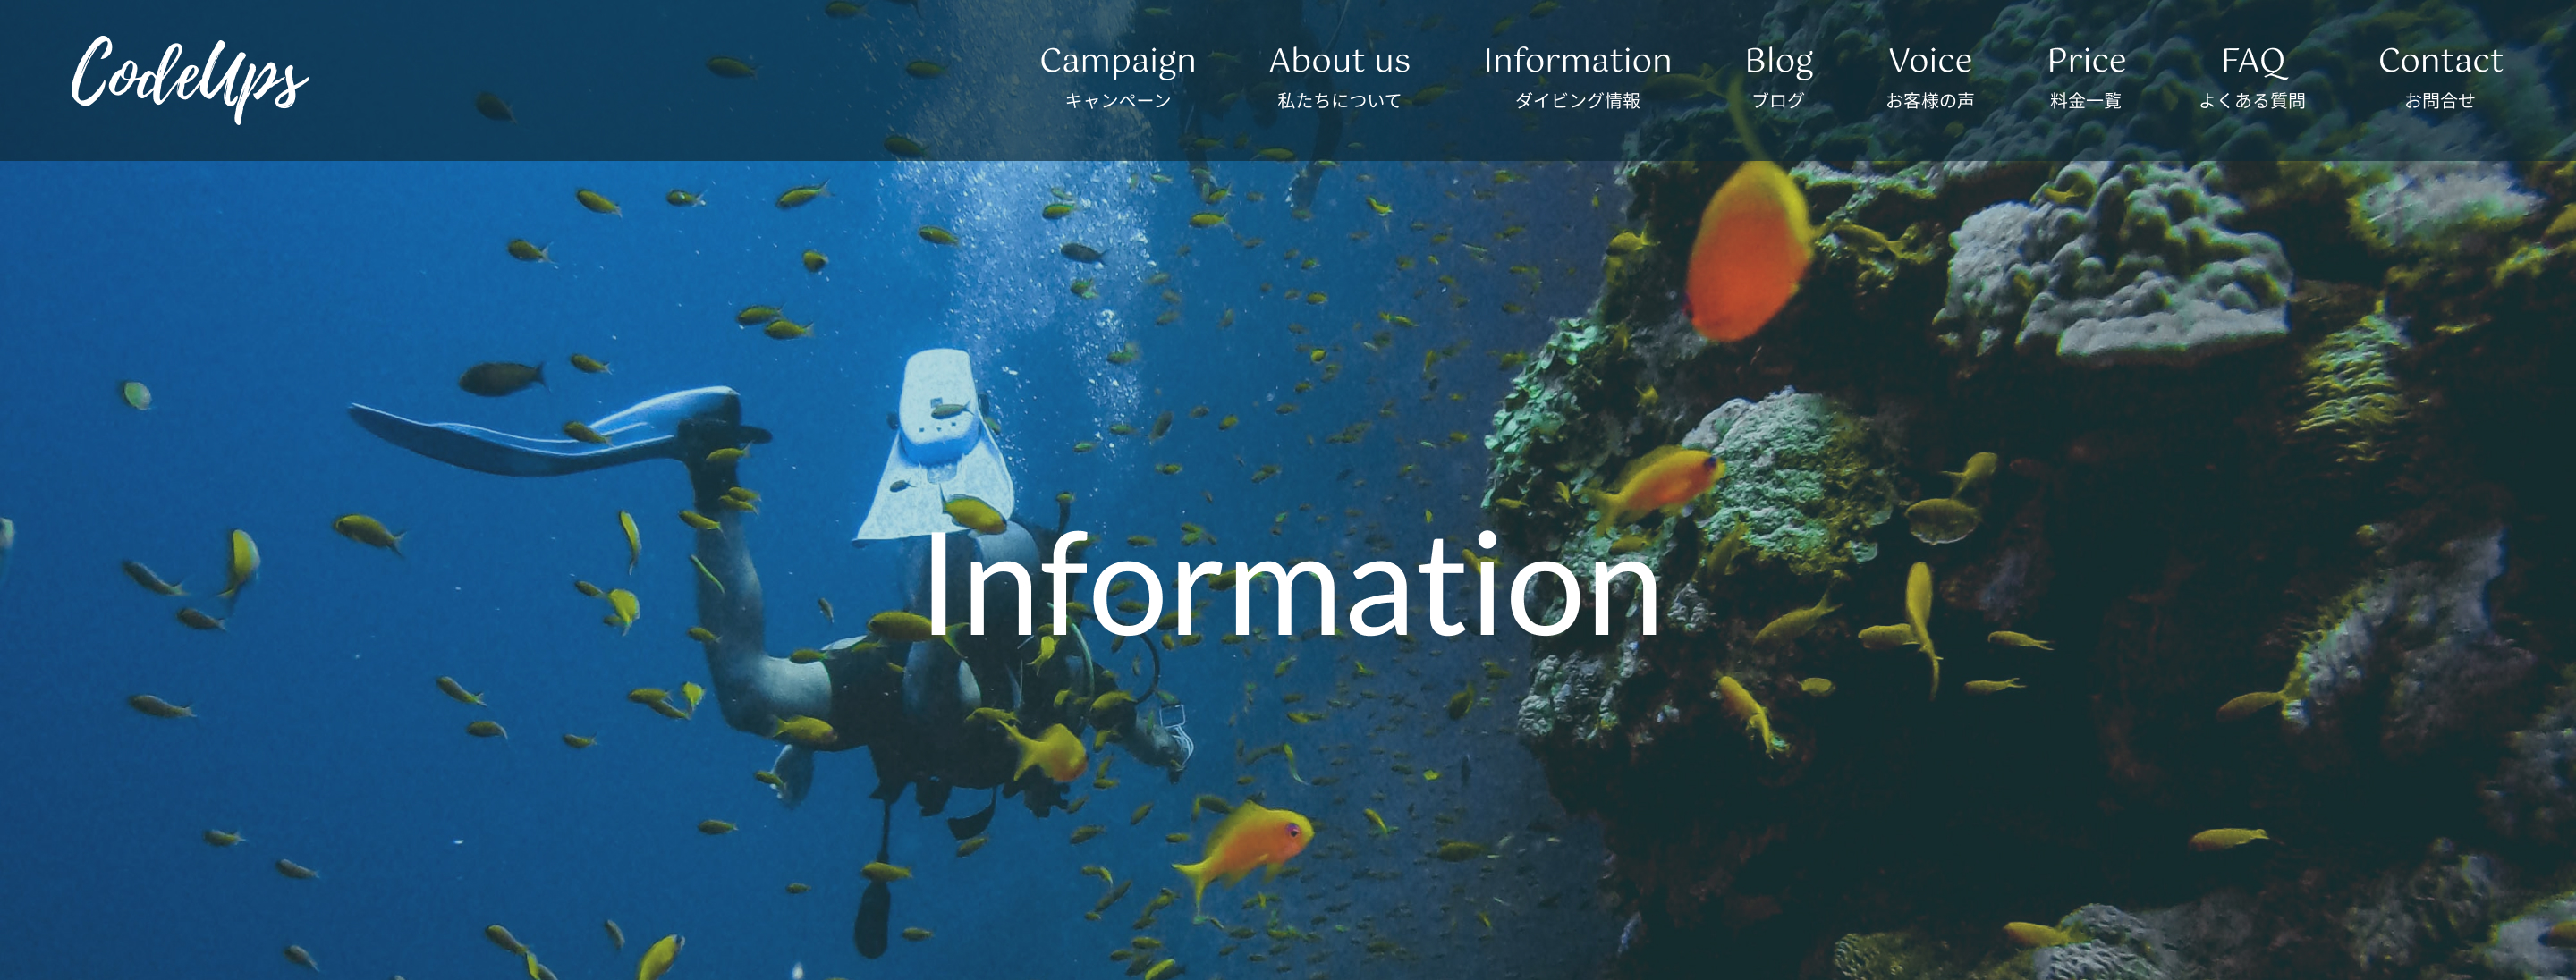 CodeUps
Campaign About us Information Blog Voice Price FAQ Contact
キャンペーン 私たちについて ダイビング情報 ブログ お客様の声 料金一覧 よくある質問 お問合せ
Information